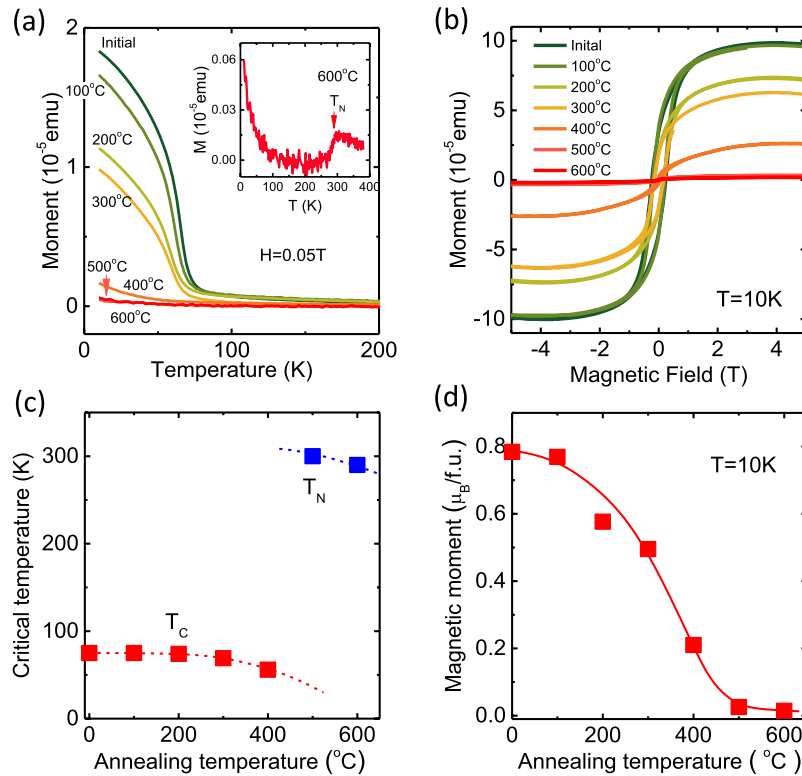 (a)
2
1
0
Moment (10⁻⁵emu)
Initial
100°C
200°C
300°C
500°C
400°C
600°C
H=0.05T
0
100
200
Temperature (K)
0.06
0.03
0.00
M (10⁻⁵emu)
600°C
T_N
0 100 200 300 400
T (K)
(b)
10
5
0
-5
-10
Moment (10⁻⁵emu)
Inital
100°C
200°C
300°C
400°C
500°C
600°C
T=10K
-4 -2 0 2 4
Magnetic Field (T)
(c)
300
200
100
0
Critical temperature (K)
T_N
T_C
0 200 400 600
Annealing temperature (°C)
(d)
0.8
0.6
0.4
0.2
0.0
Magnetic moment (μ_B/f.u.)
T=10K
0 200 400 600
Annealing temperature ( °C)